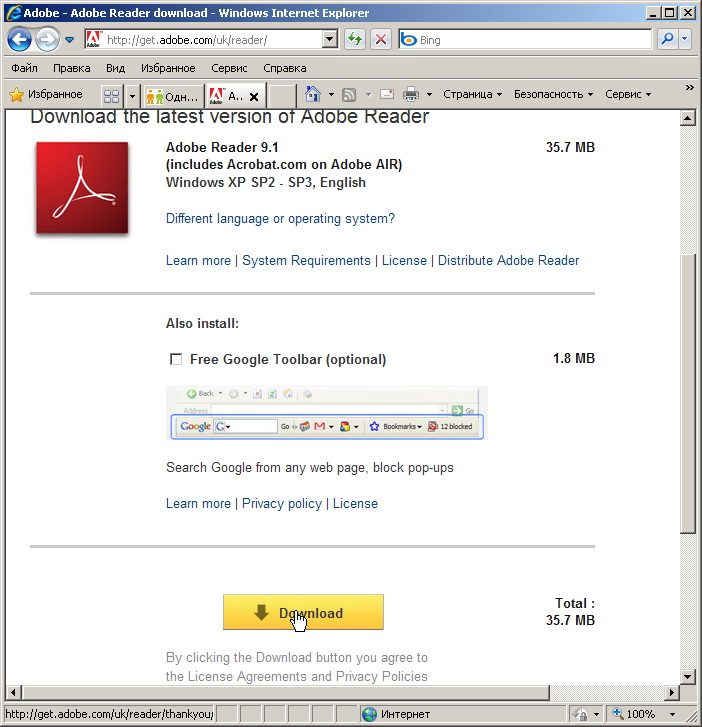 Adobe - Adobe Reader download - Windows Internet Explorer
http://get.adobe.com/uk/reader/
Bing
Файл Правка Вид Избранное Сервис Справка
Избранное Одн... A... Страница Безопасность Сервис
Download the latest version of Adobe Reader
Adobe Reader 9.1 35.7 MB
(includes Acrobat.com on Adobe AIR)
Windows XP SP2 - SP3, English
Different language or operating system?
Learn more | System Requirements | License | Distribute Adobe Reader
Also install:
Free Google Toolbar (optional) 1.8 MB
Back
Address Go
Google G Go Bookmarks 12 blocked
Search Google from any web page, block pop-ups
Learn more | Privacy policy | License
Download Total :
35.7 MB
By clicking the Download button you agree to
the License Agreements and Privacy Policies
http://get.adobe.com/uk/reader/thankyou Интернет 100%